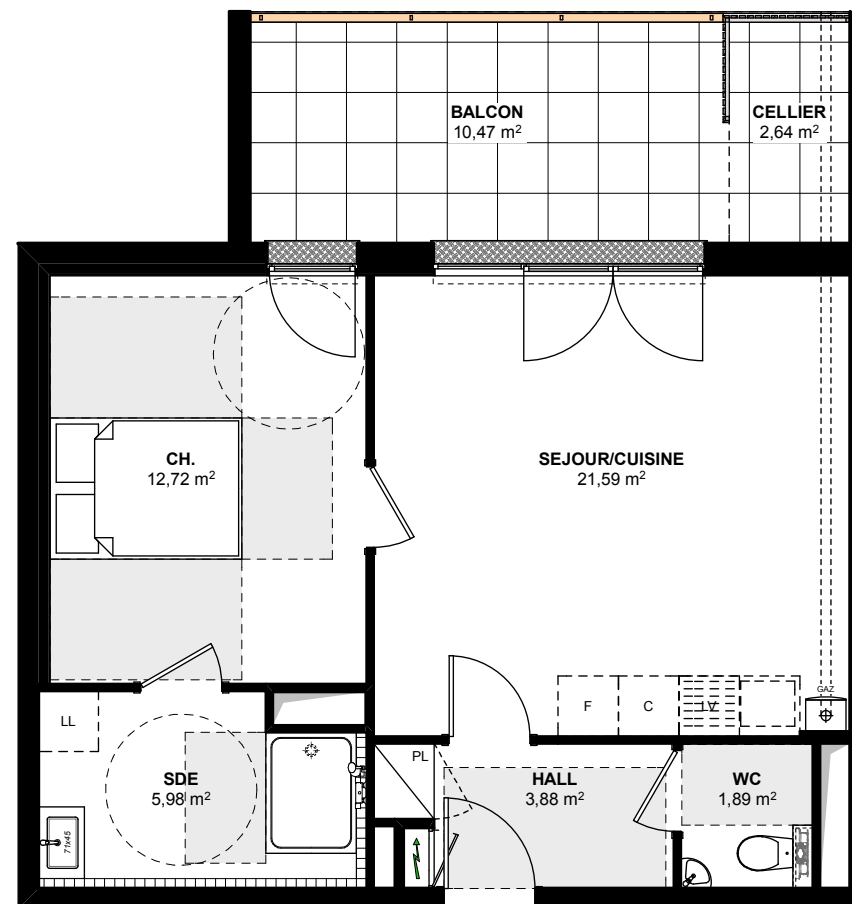 BALCON
10,47 m²
CELLIER
2,64 m²
CH.
12,72 m²
SEJOUR/CUISINE
21,59 m²
GAZ
F
C
LV
LL
PL
SDE
5,98 m²
HALL
3,88 m²
WC
1,89 m²
71x45